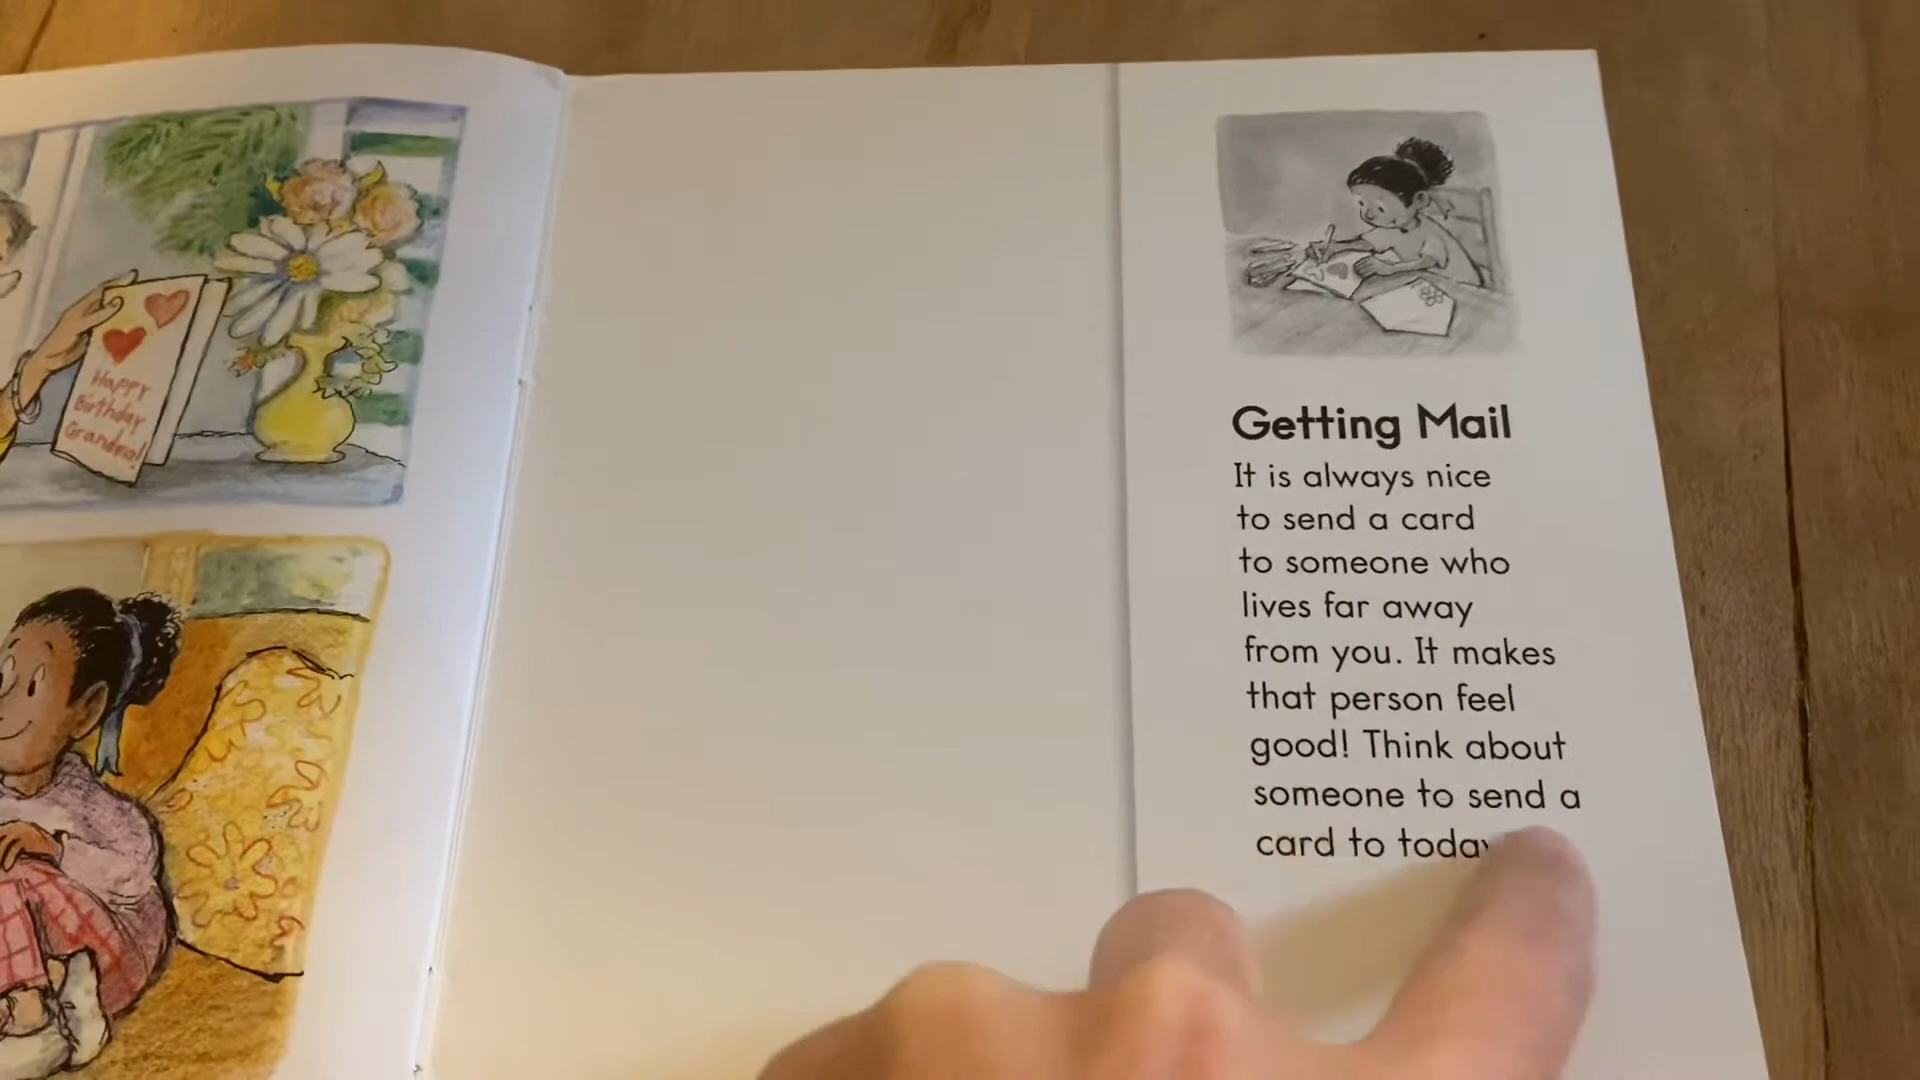 Happy
Birthday
Grandma!
Getting Mail
It is always nice
to send a card
to someone who
lives far away
from you. It makes
that person feel
good! Think about
someone to send a
card to today